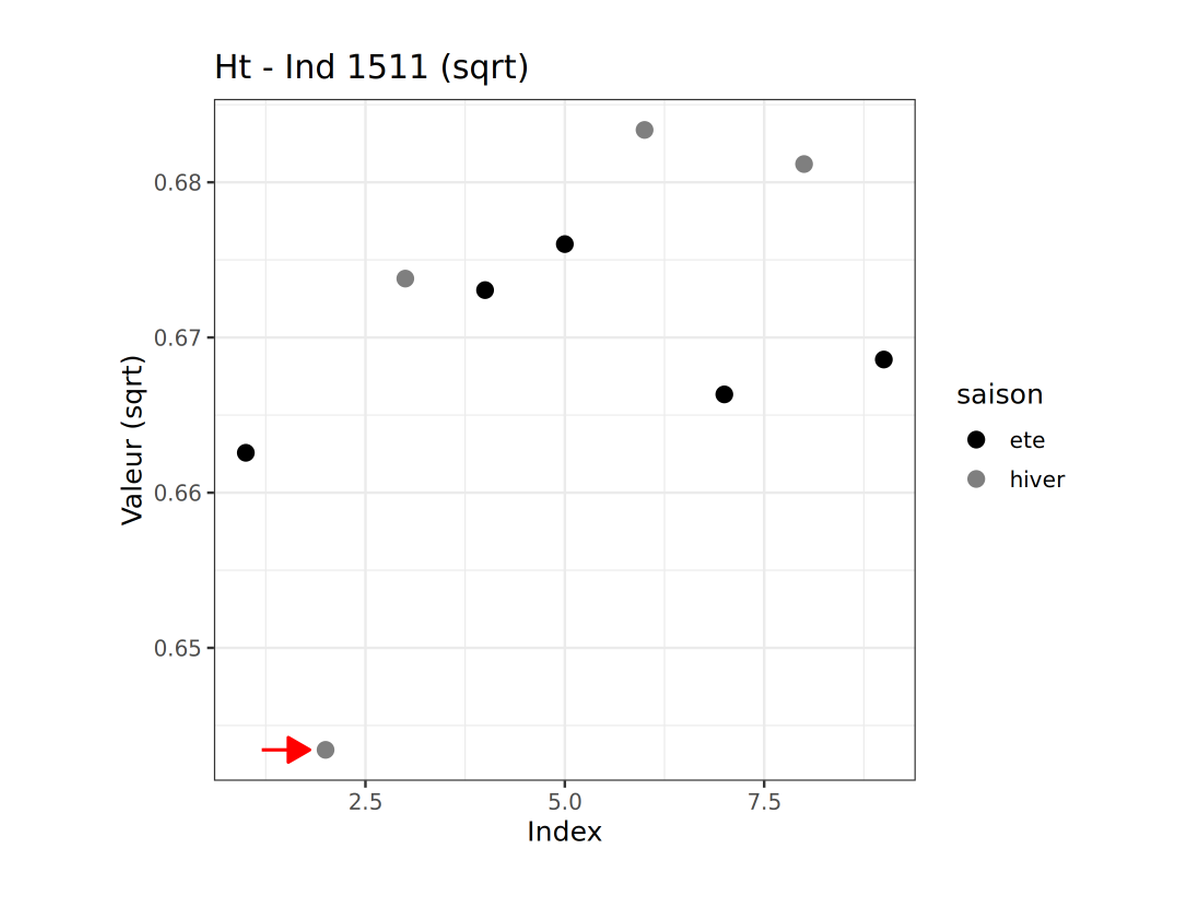 Ht - Ind 1511 (sqrt)
0.68
0.67
0.66
0.65
Valeur (sqrt)
2.5 5.0 7.5
Index
saison
ete
hiver